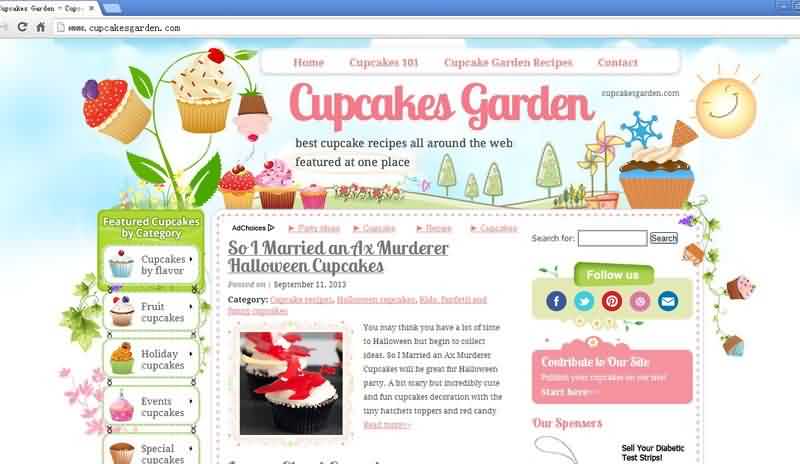 Cupcakes Garden
www.cupcakesgarden.com
Home Cupcakes 101 Cupcake Garden Recipes Contact
Cupcakes Garden
cupcakesgarden.com
best cupcake recipes all around the web
featured at one place
Featured Cupcakes
by Category
Cupcakes
by flavor
Fruit
cupcakes
Holiday
cupcakes
Events
cupcakes
Special
cupcakes
AdChoices ► Party Ideas ► Cupcake ► Recipe ► Cupcakes
So I Married an Ax Murderer
Halloween Cupcakes
Posted on | September 11, 2013
Category: Cupcake recipes, Halloween cupcakes, Kids, Funfetti and
funny cupcakes
You may think you have a lot of time
to Halloween but begin to collect
ideas. So I Married an Ax Murderer
Cupcakes will be great for Halloween
party. A bit scary but incredibly cute
and fun cupcakes decoration with the
tiny hatchets toppers and red candy
Read more>>
Search for: Search
Follow us
Contribute to Our Site
Publish your cupcakes on our site!
Start here>>
Our Sponsors
Sell Your Diabetic
Test Strips!